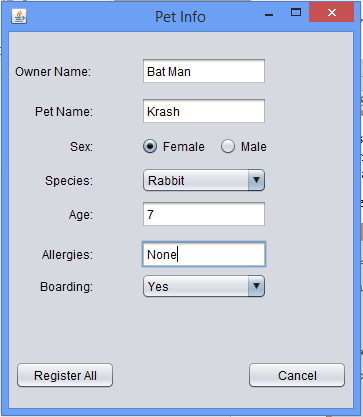 Pet Info
Owner Name: Bat Man
Pet Name: Krash
Sex: Female Male
Species: Rabbit
Age: 7
Allergies: None
Boarding: Yes
Register All Cancel